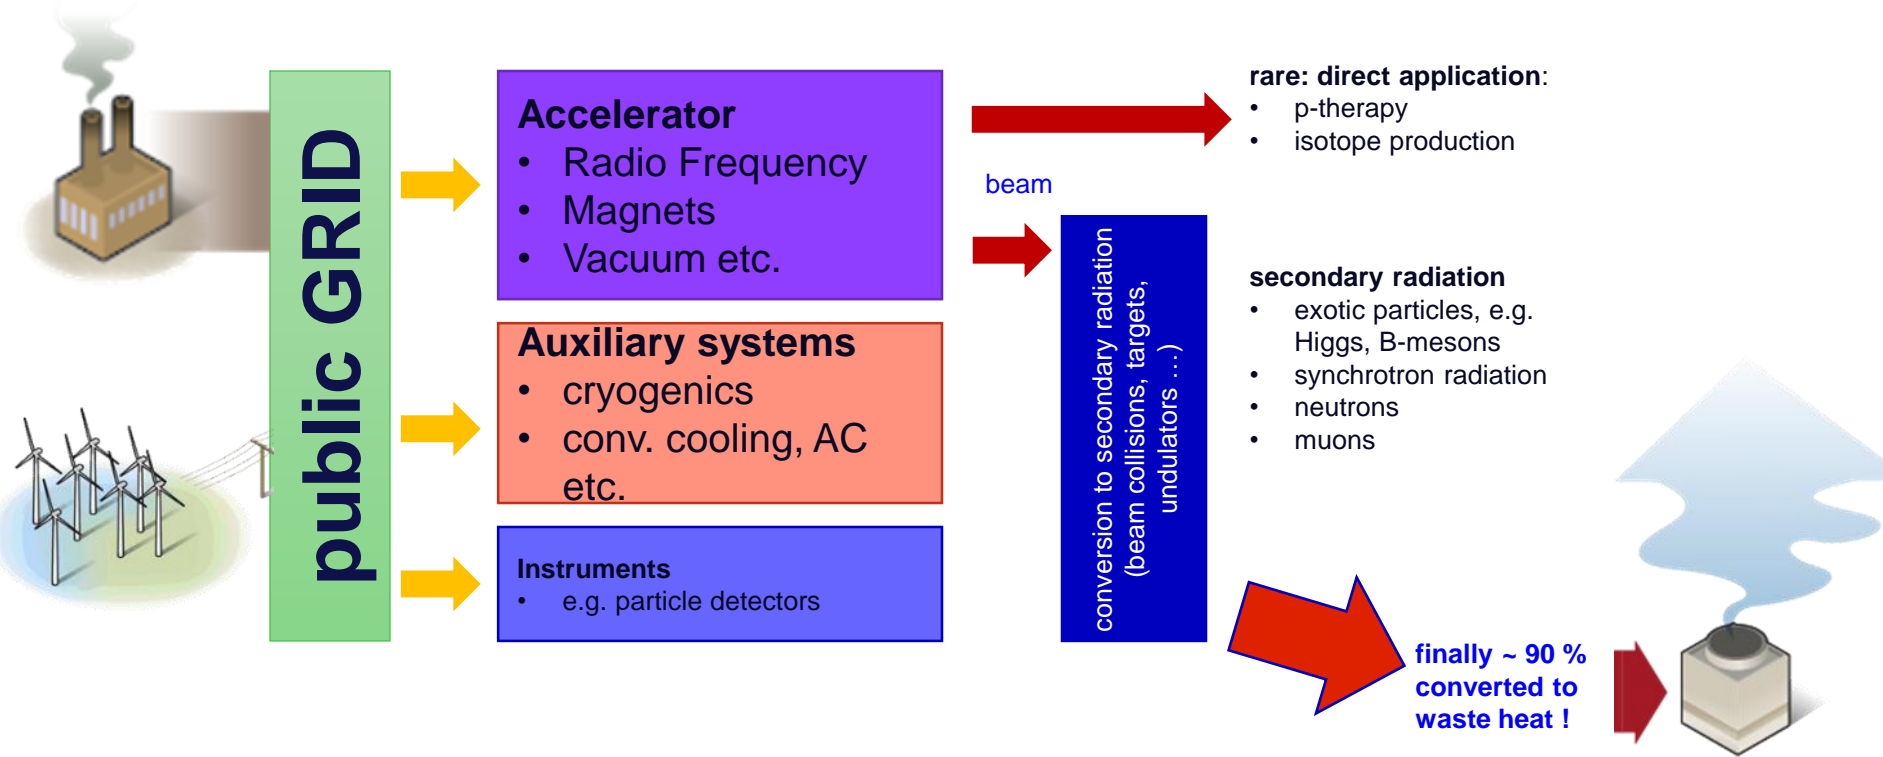 public GRID
Accelerator
• Radio Frequency
• Magnets
• Vacuum etc.
Auxiliary systems
• cryogenics
• conv. cooling, AC
etc.
Instruments
• e.g. particle detectors
beam
conversion to secondary radiation
(beam collisions, targets,
undulators …)
rare: direct application:
• p-therapy
• isotope production
secondary radiation
• exotic particles, e.g.
Higgs, B-mesons
• synchrotron radiation
• neutrons
• muons
finally ~ 90 %
converted to
waste heat !